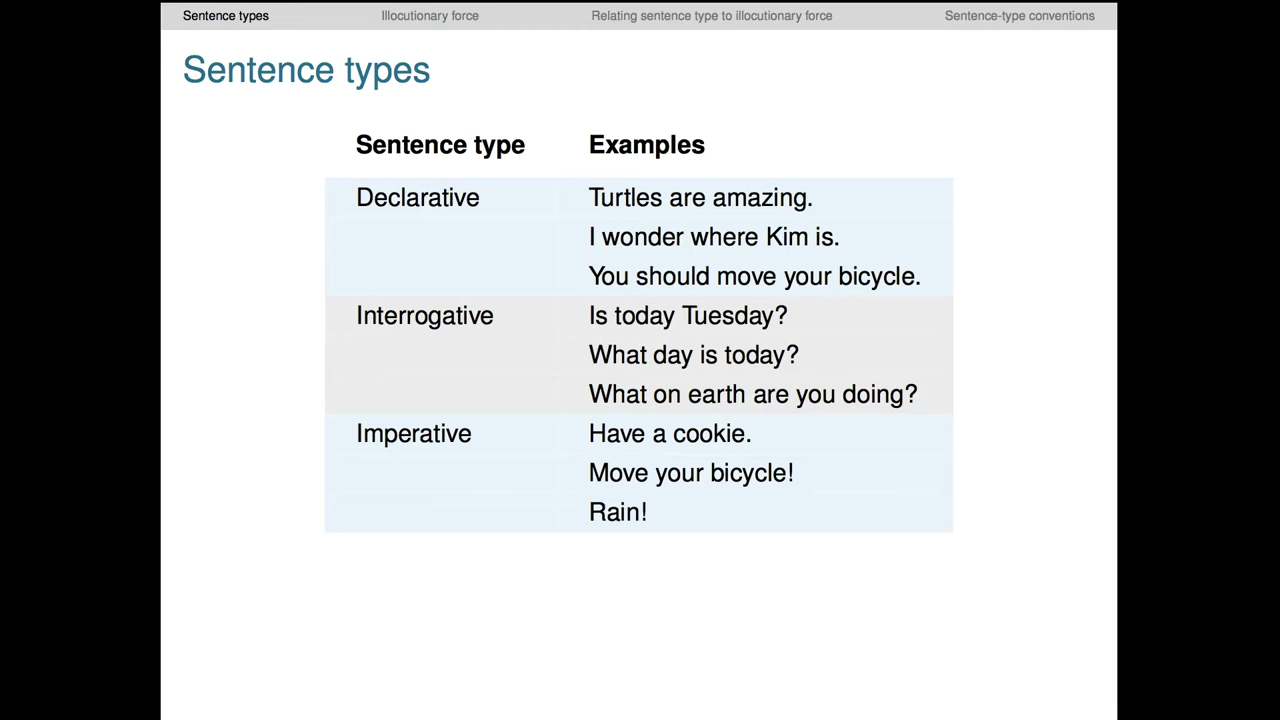 Sentence types Illocutionary force Relating sentence type to illocutionary force Sentence-type conventions
Sentence types
Sentence type Examples
Declarative Turtles are amazing.
I wonder where Kim is.
You should move your bicycle.
Interrogative Is today Tuesday?
What day is today?
What on earth are you doing?
Imperative Have a cookie.
Move your bicycle!
Rain!